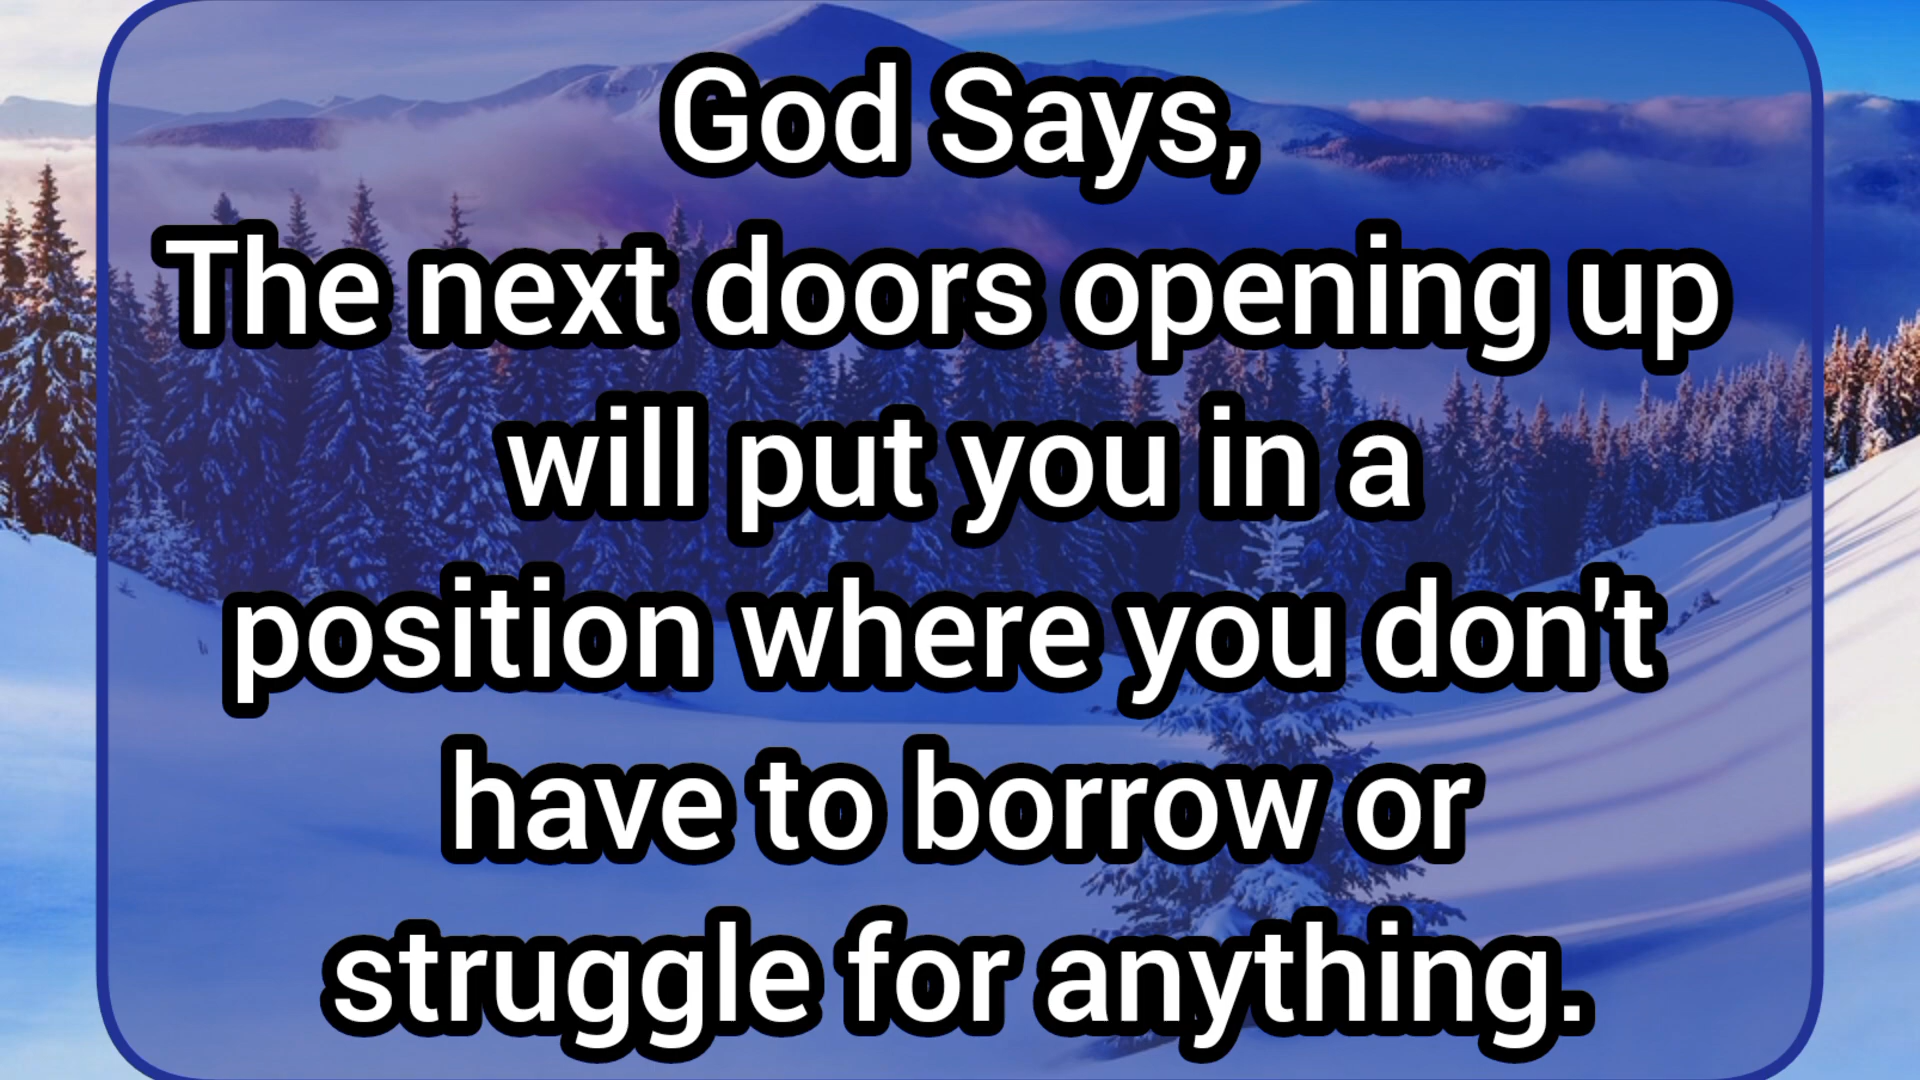 God Says,
The next doors opening up
will put you in a
position where you don't
have to borrow or
struggle for anything.